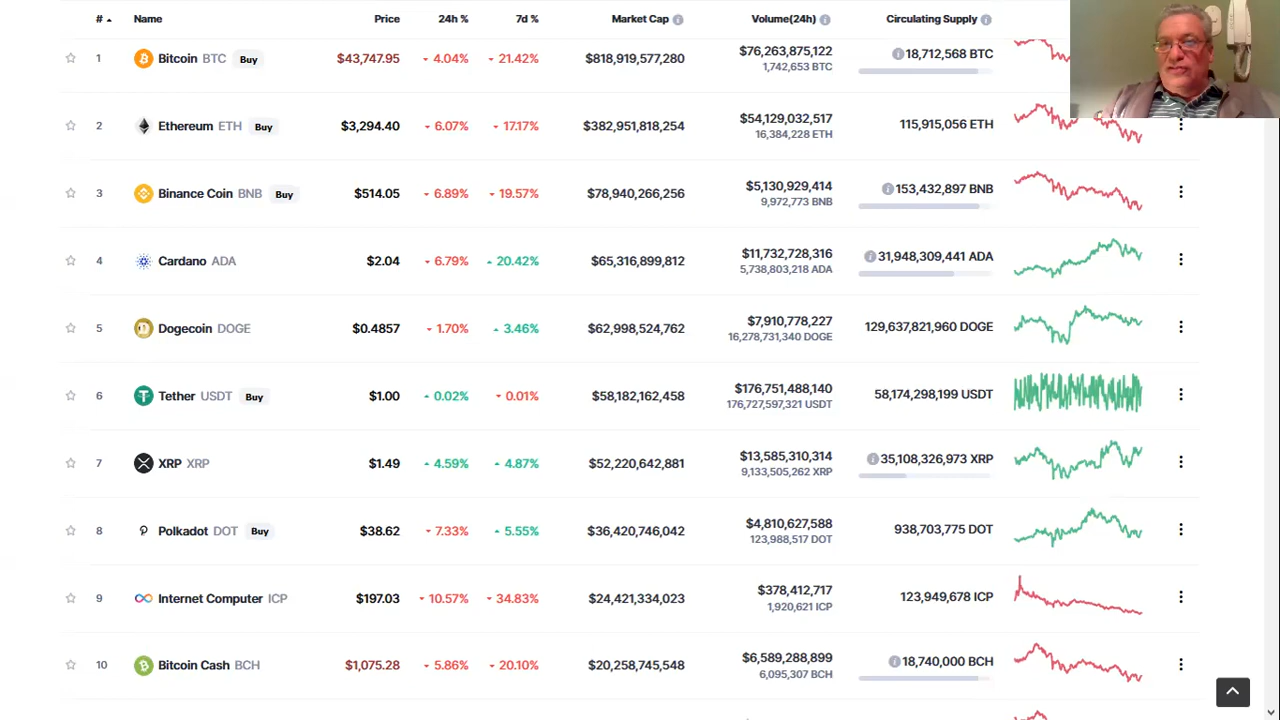 # Name Price 24h % 7d % Market Cap Volume(24h) Circulating Supply
1 Bitcoin BTC Buy $43,747.95 4.04% 21.42% $818,919,577,280 $76,263,875,122 18,712,568 BTC
1,742,653 BTC
2 Ethereum ETH Buy $3,294.40 6.07% 17.17% $382,951,818,254 $54,129,032,517 115,915,056 ETH
16,384,228 ETH
3 Binance Coin BNB Buy $514.05 6.89% 19.57% $78,940,266,256 $5,130,929,414 153,432,897 BNB
9,972,773 BNB
4 Cardano ADA $2.04 6.79% 20.42% $65,316,899,812 $11,732,728,316 31,948,309,441 ADA
5,738,803,218 ADA
5 Dogecoin DOGE $0.4857 1.70% 3.46% $62,998,524,762 $7,910,778,227 129,637,821,960 DOGE
16,278,731,340 DOGE
6 Tether USDT Buy $1.00 0.02% 0.01% $58,182,162,458 $176,751,488,140 58,174,298,199 USDT
176,727,597,321 USDT
7 XRP XRP $1.49 4.59% 4.87% $52,220,642,881 $13,585,310,314 35,108,326,973 XRP
9,133,505,262 XRP
8 Polkadot DOT Buy $38.62 7.33% 5.55% $36,420,746,042 $4,810,627,588 938,703,775 DOT
123,988,517 DOT
9 Internet Computer ICP $197.03 10.57% 34.83% $24,421,334,023 $378,412,717 123,949,678 ICP
1,920,621 ICP
10 Bitcoin Cash BCH $1,075.28 5.86% 20.10% $20,258,745,548 $6,589,288,899 18,740,000 BCH
6,095,307 BCH